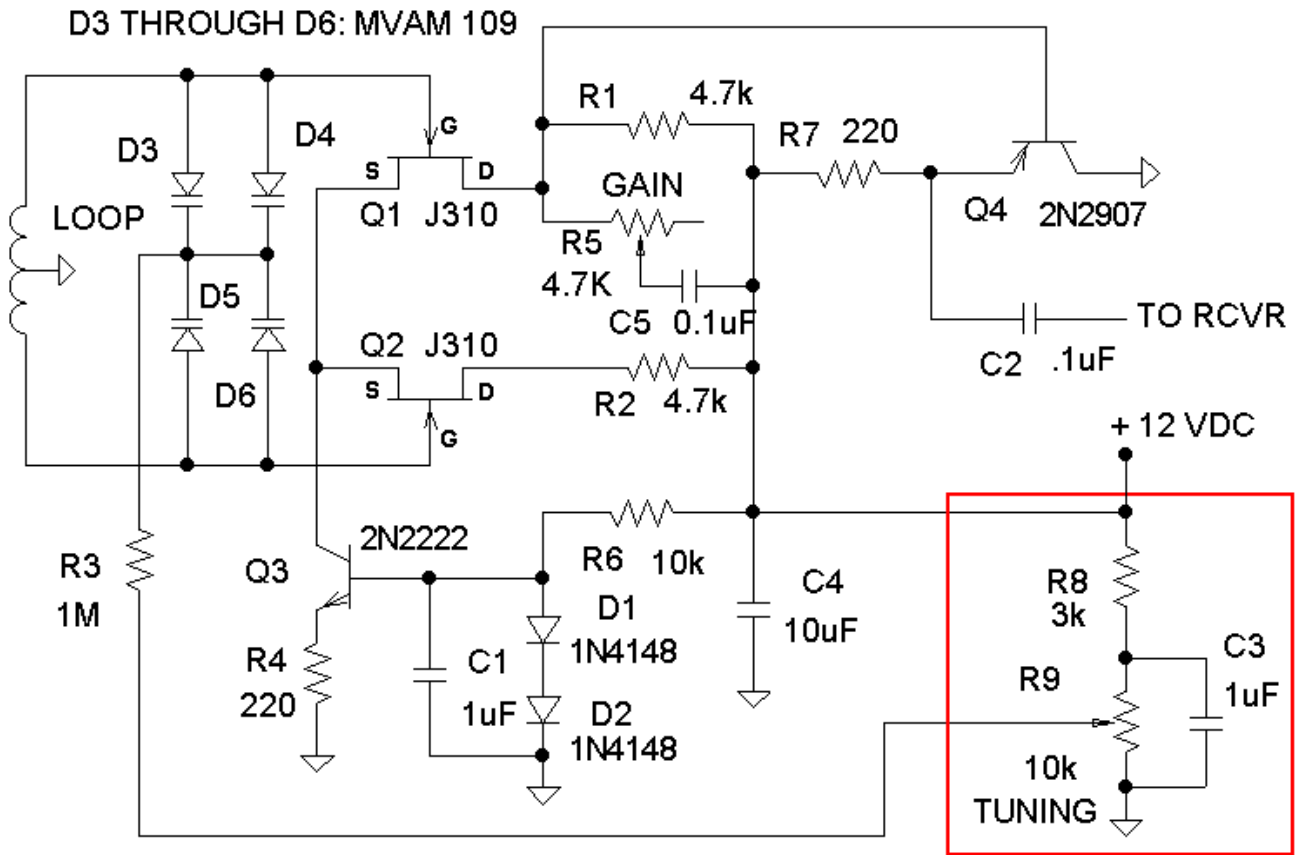 D3 THROUGH D6: MVAM 109
R1 4.7k
D3
D4
G
R7 220
S D
GAIN
LOOP
Q1 J310
Q4
2N2907
R5
4.7K
D5
C5 0.1uF
TO RCVR
Q2 J310
C2 .1uF
S D
D6
R2 4.7k
G
+ 12 VDC
2N2222
R6 10k
R3
1M
Q3
C4
10uF
R8
3k
D1
1N4148
R4
220
C1
1uF
C3
1uF
R9
D2
1N4148
10k
TUNING